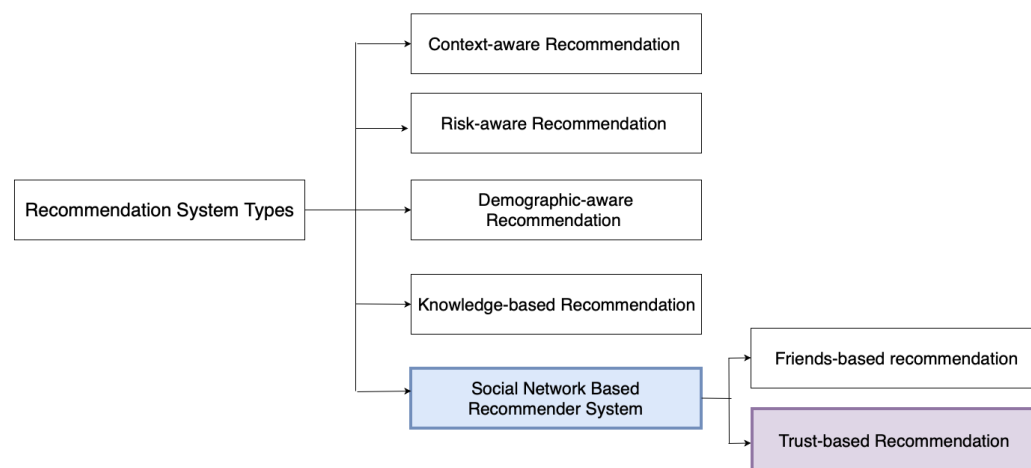 Context-aware Recommendation
Risk-aware Recommendation
Recommendation System Types
Demographic-aware
Recommendation
Knowledge-based Recommendation
Social Network Based
Recommender System
Friends-based recommendation
Trust-based Recommendation